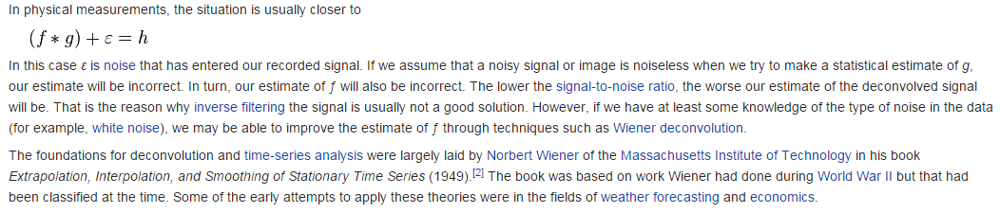 In physical measurements, the situation is usually closer to
(f * g) + ε = h
In this case ε is noise that has entered our recorded signal. If we assume that a noisy signal or image is noiseless when we try to make a statistical estimate of g,
our estimate will be incorrect. In turn, our estimate of ƒ will also be incorrect. The lower the signal-to-noise ratio, the worse our estimate of the deconvolved signal
will be. That is the reason why inverse filtering the signal is usually not a good solution. However, if we have at least some knowledge of the type of noise in the data
(for example, white noise), we may be able to improve the estimate of ƒ through techniques such as Wiener deconvolution.
The foundations for deconvolution and time-series analysis were largely laid by Norbert Wiener of the Massachusetts Institute of Technology in his book
Extrapolation, Interpolation, and Smoothing of Stationary Time Series (1949).[2] The book was based on work Wiener had done during World War II but that had
been classified at the time. Some of the early attempts to apply these theories were in the fields of weather forecasting and economics.